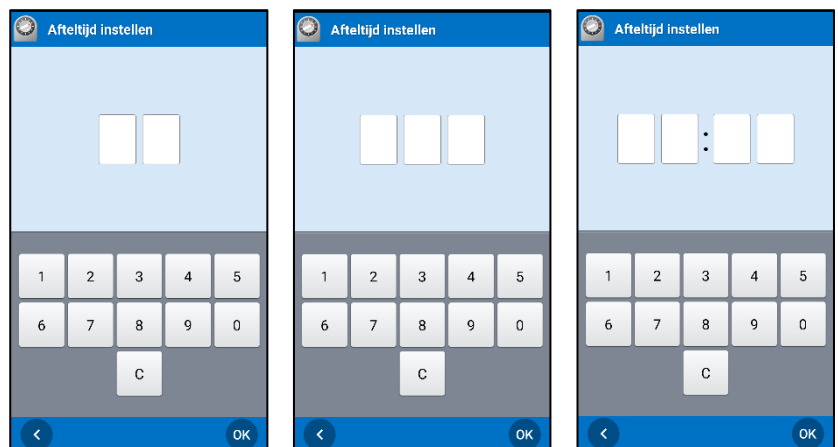 Afteltijd instellen
1 2 3 4 5
6 7 8 9 0
C
< OK
Afteltijd instellen
1 2 3 4 5
6 7 8 9 0
C
< OK
Afteltijd instellen
:
1 2 3 4 5
6 7 8 9 0
C
< OK